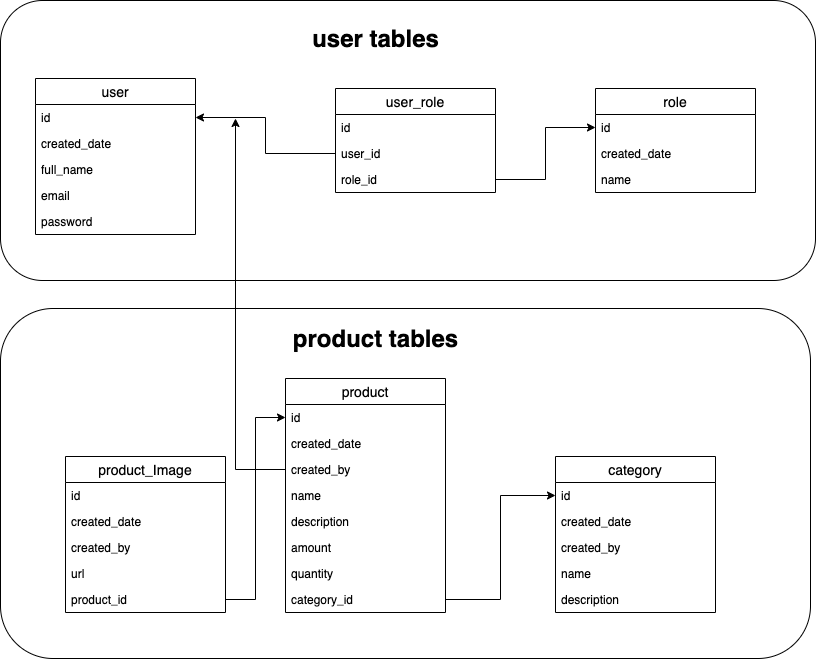 user tables
user
id
created_date
full_name
email
password
user_role
id
user_id
role_id
role
id
created_date
name
product tables
product
id
created_date
created_by
name
description
amount
quantity
category_id
product_Image
id
created_date
created_by
url
product_id
category
id
created_date
created_by
name
description